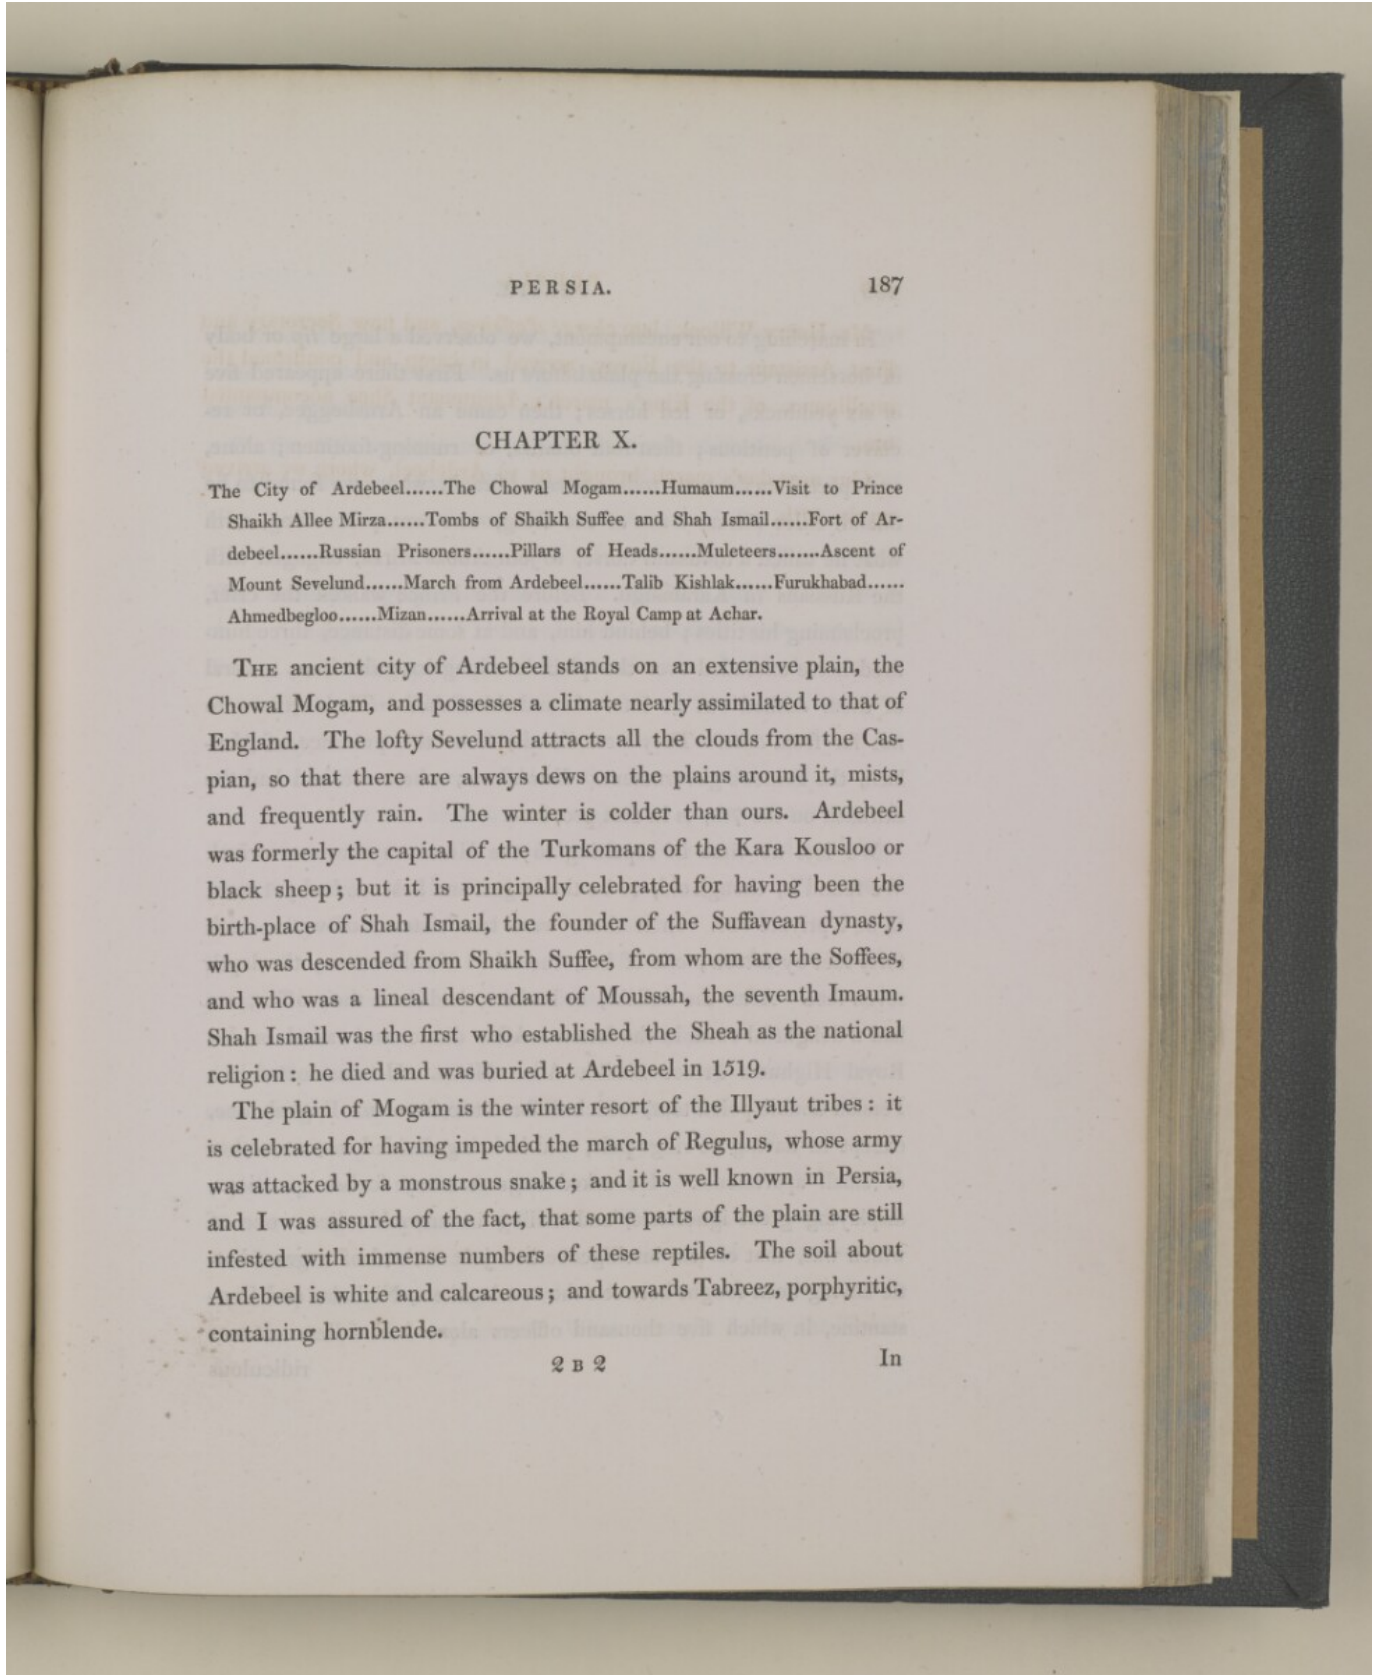 PERSIA. 187
CHAPTER X.
The City of Ardebeel......The Chowal Mogam......Humaum......Visit to Prince
Shaikh Allee Mirza......Tombs of Shaikh Suffee and Shah Ismail......Fort of Ar-
debeel......Russian Prisoners......Pillars of Heads......Muleteers.......Ascent of
Mount Sevelund......March from Ardebeel......Talib Kishlak......Furukhabad......
Ahmedbegloo......Mizan......Arrival at the Royal Camp at Achar.
THE ancient city of Ardebeel stands on an extensive plain, the
Chowal Mogam, and possesses a climate nearly assimilated to that of
England. The lofty Sevelund attracts all the clouds from the Cas-
pian, so that there are always dews on the plains around it, mists,
and frequently rain. The winter is colder than ours. Ardebeel
was formerly the capital of the Turkomans of the Kara Kousloo or
black sheep; but it is principally celebrated for having been the
birth-place of Shah Ismail, the founder of the Suffavean dynasty,
who was descended from Shaikh Suffee, from whom are the Soffees,
and who was a lineal descendant of Moussah, the seventh Imaum.
Shah Ismail was the first who established the Sheah as the national
religion: he died and was buried at Ardebeel in 1519.
The plain of Mogam is the winter resort of the Illyaut tribes: it
is celebrated for having impeded the march of Regulus, whose army
was attacked by a monstrous snake; and it is well known in Persia,
and I was assured of the fact, that some parts of the plain are still
infested with immense numbers of these reptiles. The soil about
Ardebeel is white and calcareous; and towards Tabreez, porphyritic,
containing hornblende.
2 B 2 In